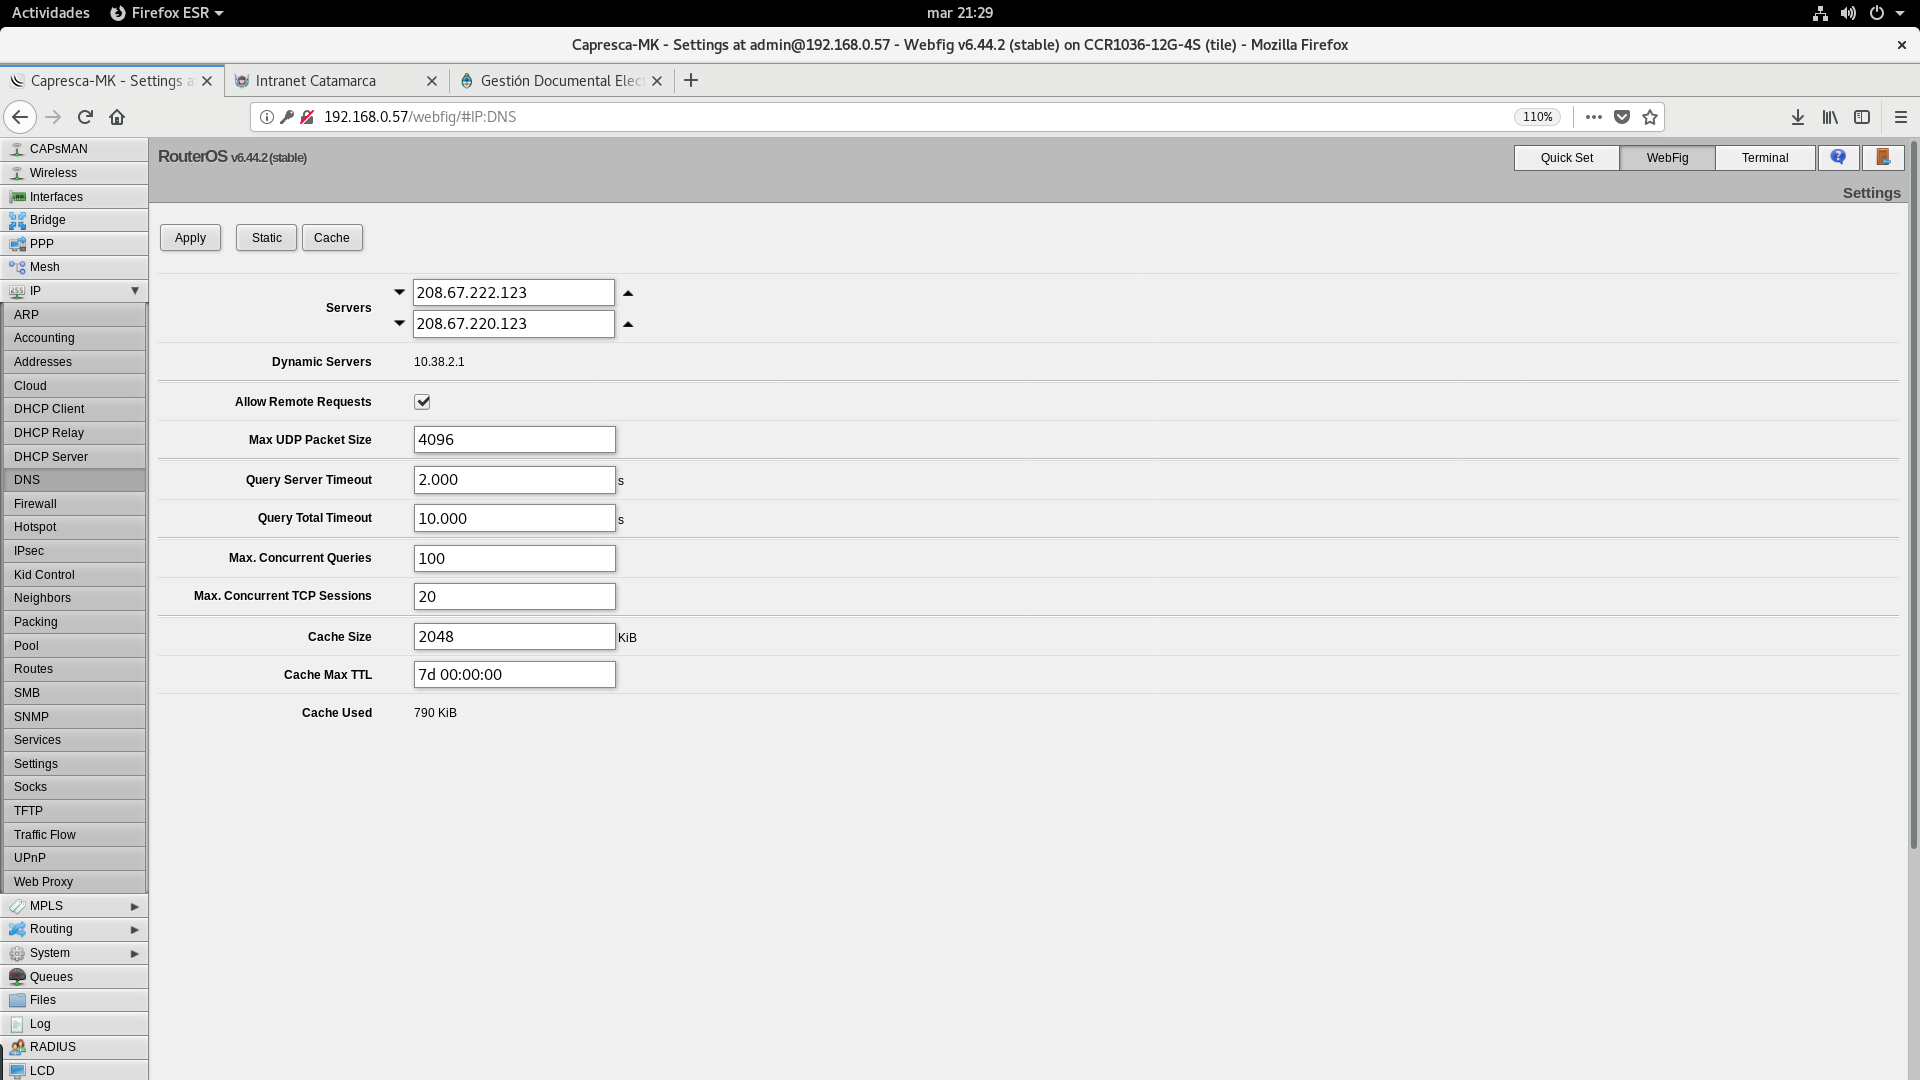 Actividades
Firefox ESR
mar 21:29
Capresca-MK - Settings at admin@192.168.0.57 - Webfig v6.44.2 (stable) on CCR1036-12G-4S (tile) - Mozilla Firefox
Capresca-MK - Settings a
Intranet Catamarca
Gestión Documental Elect
192.168.0.57/webfig/#IP:DNS
110%
RouterOS v6.44.2 (stable)
Quick Set
WebFig
Terminal
Settings
CAPsMAN
Wireless
Interfaces
Bridge
PPP
Mesh
IP
ARP
Accounting
Addresses
Cloud
DHCP Client
DHCP Relay
DHCP Server
DNS
Firewall
Hotspot
IPsec
Kid Control
Neighbors
Packing
Pool
Routes
SMB
SNMP
Services
Settings
Socks
TFTP
Traffic Flow
UPnP
Web Proxy
MPLS
Routing
System
Queues
Files
Log
RADIUS
LCD
Apply
Static
Cache
Servers
208.67.222.123
208.67.220.123
Dynamic Servers
10.38.2.1
Allow Remote Requests
Max UDP Packet Size
4096
Query Server Timeout
2.000 s
Query Total Timeout
10.000 s
Max. Concurrent Queries
100
Max. Concurrent TCP Sessions
20
Cache Size
2048 KiB
Cache Max TTL
7d 00:00:00
Cache Used
790 KiB